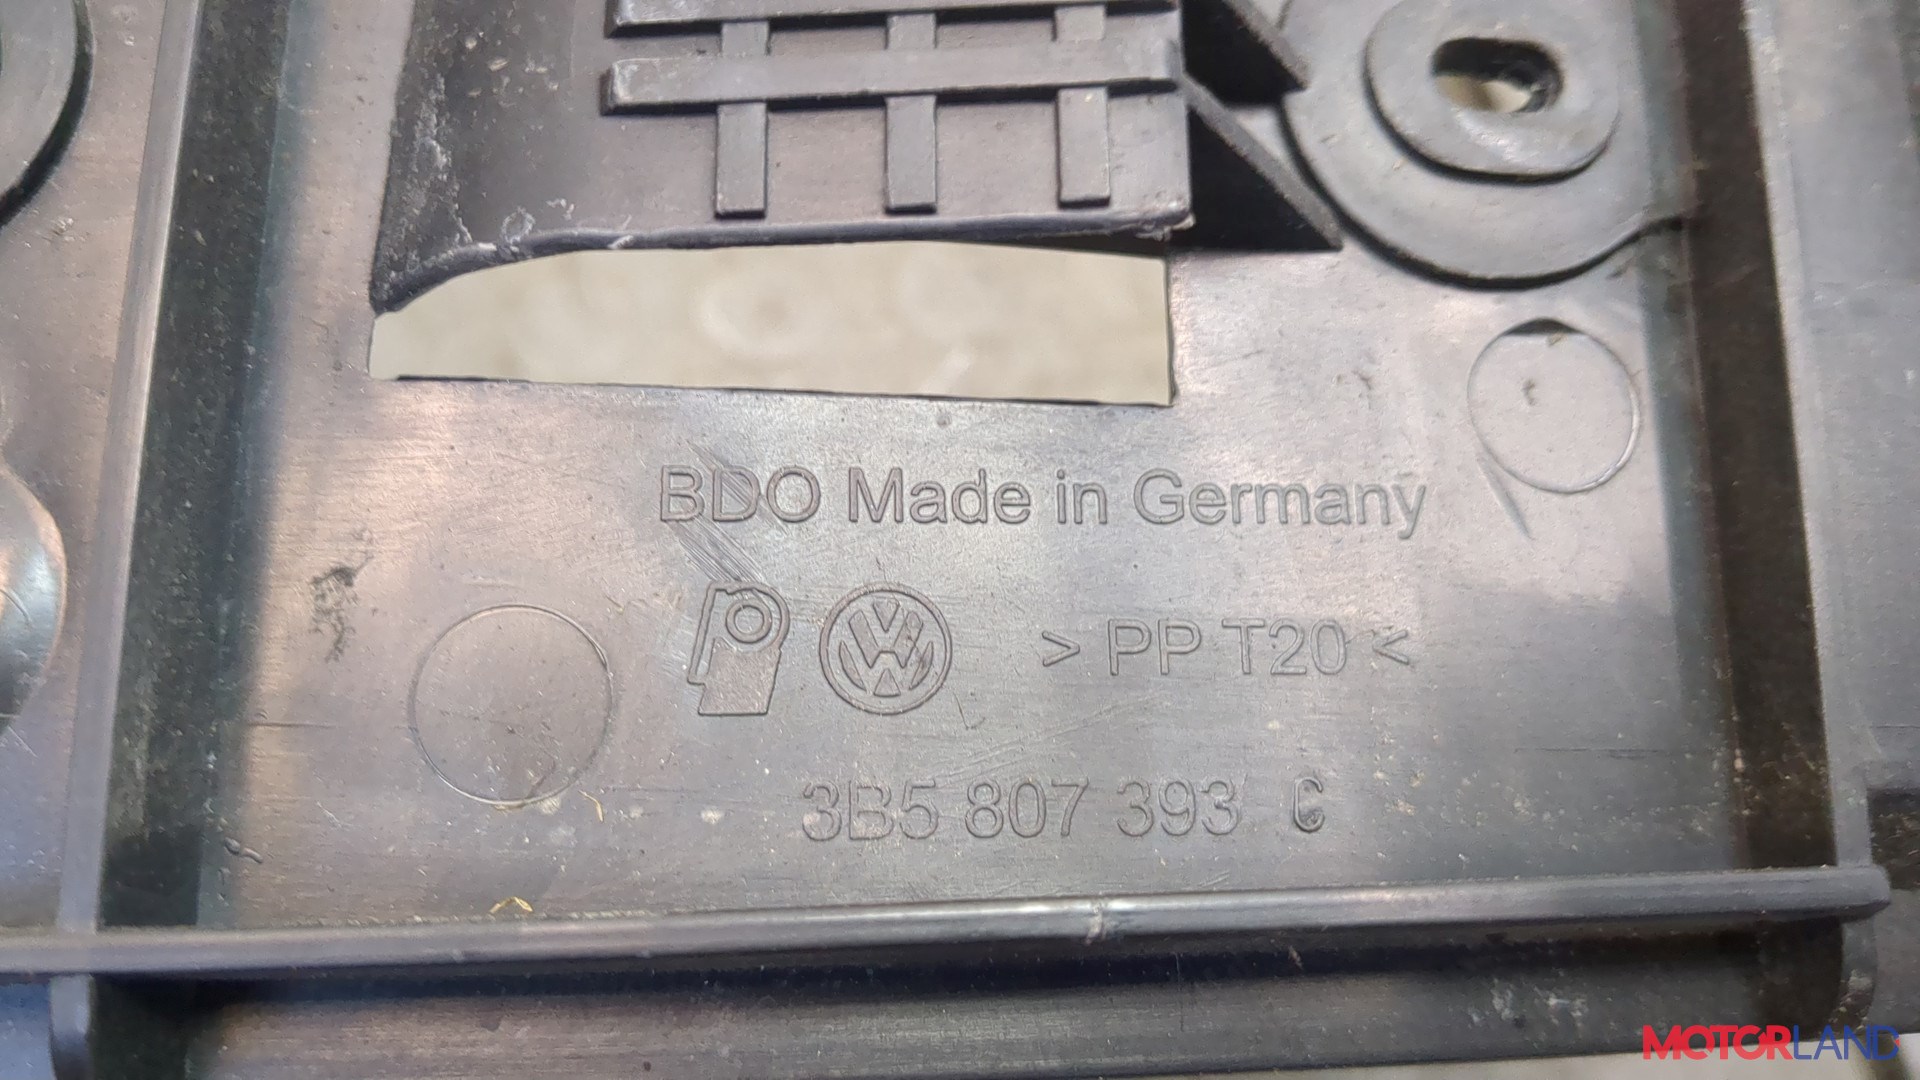 BDO Made in Germany
> PP T20 <
3B5 807 393 C
MOTORLAND